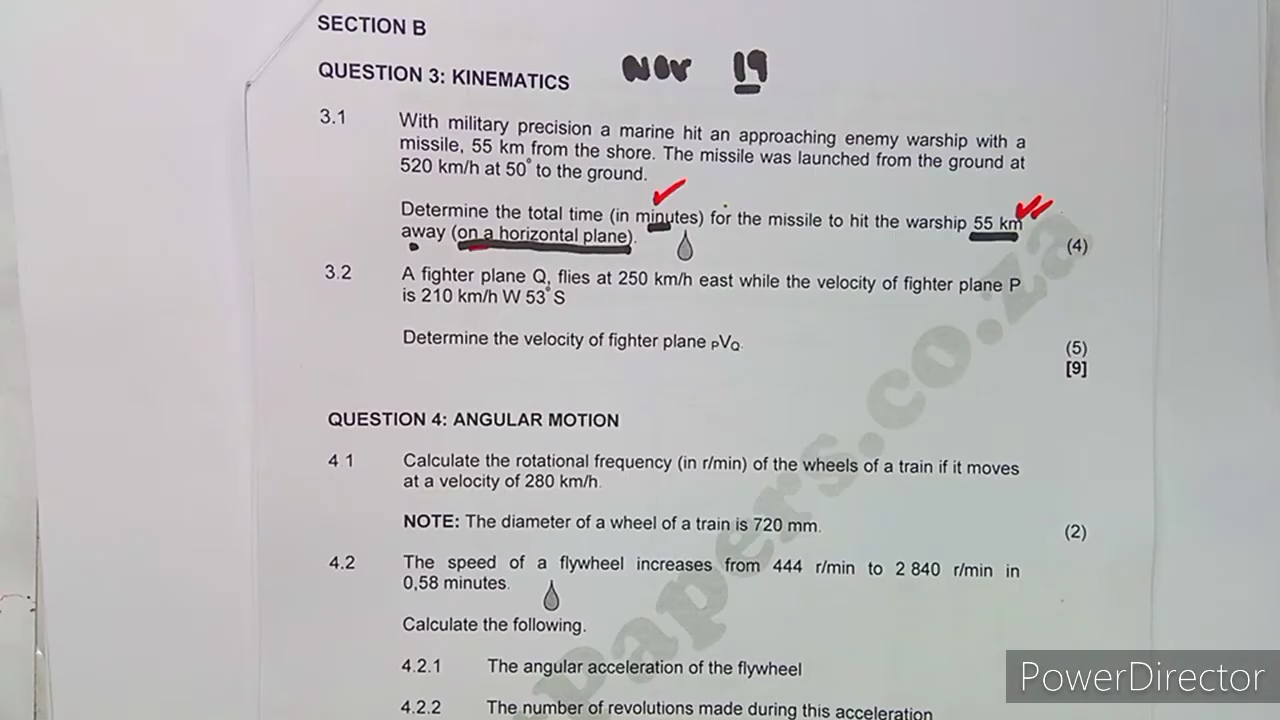 SECTION B
Nov 19
QUESTION 3: KINEMATICS
3.1 With military precision a marine hit an approaching enemy warship with a
missile, 55 km from the shore. The missile was launched from the ground at
520 km/h at 50° to the ground.
Determine the total time (in minutes) for the missile to hit the warship 55 km
away (on a horizontal plane).
(4)
3.2 A fighter plane Q, flies at 250 km/h east while the velocity of fighter plane P
is 210 km/h W 53° S
Determine the velocity of fighter plane PVQ.
(5)
[9]
QUESTION 4: ANGULAR MOTION
4 1 Calculate the rotational frequency (in r/min) of the wheels of a train if it moves
at a velocity of 280 km/h.
NOTE: The diameter of a wheel of a train is 720 mm.
(2)
4.2 The speed of a flywheel increases from 444 r/min to 2 840 r/min in
0,58 minutes.
Calculate the following.
4.2.1 The angular acceleration of the flywheel
4.2.2 The number of revolutions made during this acceleration
papers.co.za
PowerDirector